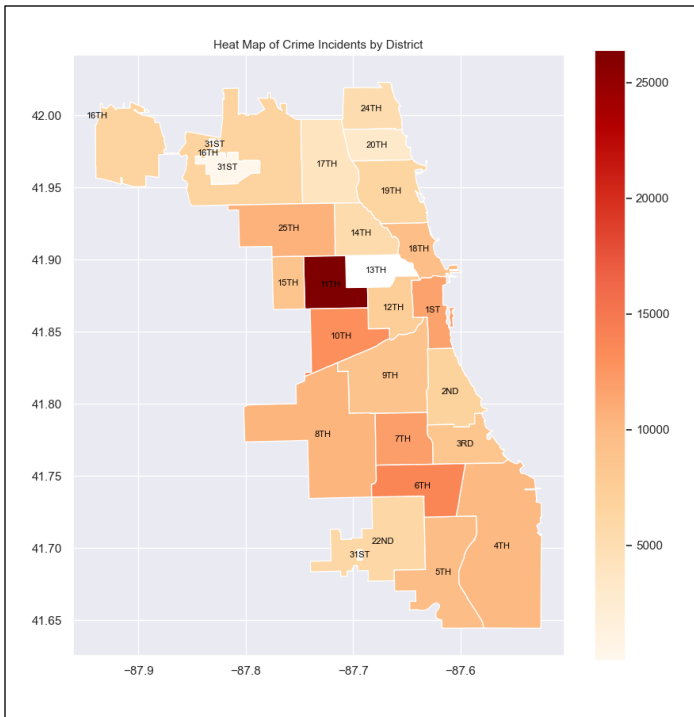 Heat Map of Crime Incidents by District
42.00
41.95
41.90
41.85
41.80
41.75
41.70
41.65
−87.9
−87.8
−87.7
−87.6
16TH
31ST
16TH
31ST
24TH
20TH
17TH
19TH
25TH
14TH
18TH
13TH
15TH
11TH
12TH
1ST
10TH
9TH
2ND
8TH
7TH
3RD
6TH
22ND
31ST
5TH
4TH
25000
20000
15000
10000
5000